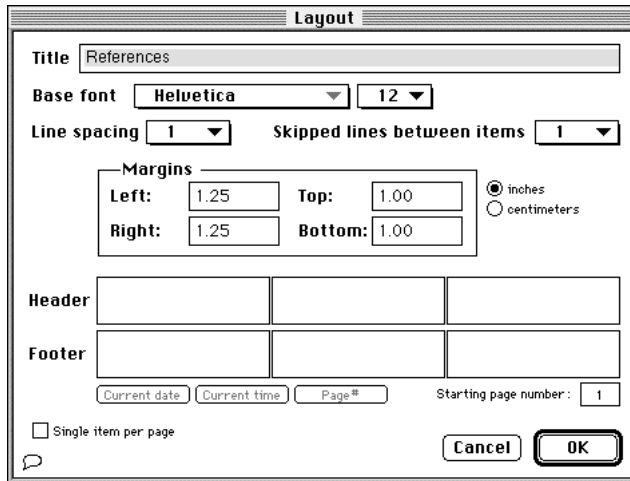 Layout
Title References
Base font Helvetica 12
Line spacing 1 Skipped lines between items 1
Margins
Left: 1.25 Top: 1.00 inches
centimeters
Right: 1.25 Bottom: 1.00
Header
Footer
Current date Current time Page# Starting page number: 1
Single item per page
Cancel OK